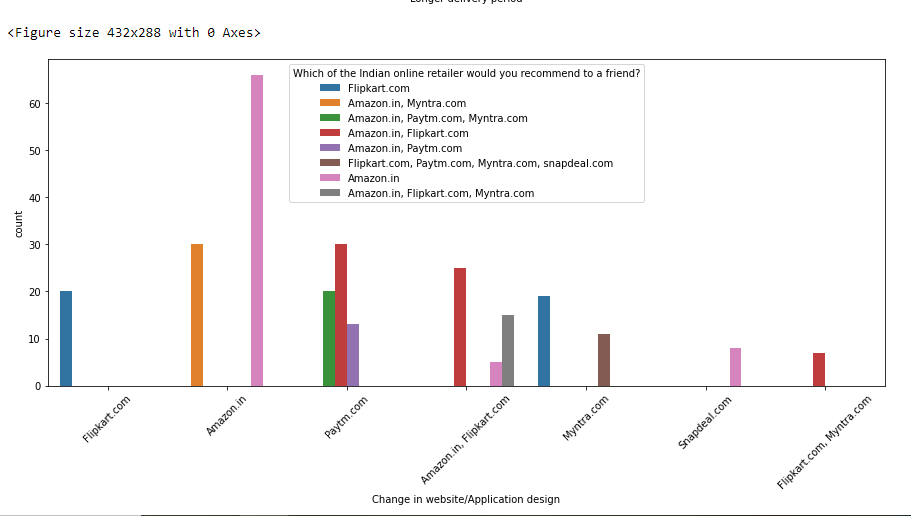 Longer delivery period
<Figure size 432x288 with 0 Axes>
Which of the Indian online retailer would you recommend to a friend?
Flipkart.com
Amazon.in, Myntra.com
Amazon.in, Paytm.com, Myntra.com
Amazon.in, Flipkart.com
Amazon.in, Paytm.com
Flipkart.com, Paytm.com, Myntra.com, snapdeal.com
Amazon.in
Amazon.in, Flipkart.com, Myntra.com
60
50
40
30
20
10
0
count
Flipkart.com
Amazon.in
Paytm.com
Amazon.in, Flipkart.com
Myntra.com
Snapdeal.com
Flipkart.com, Myntra.com
Change in website/Application design